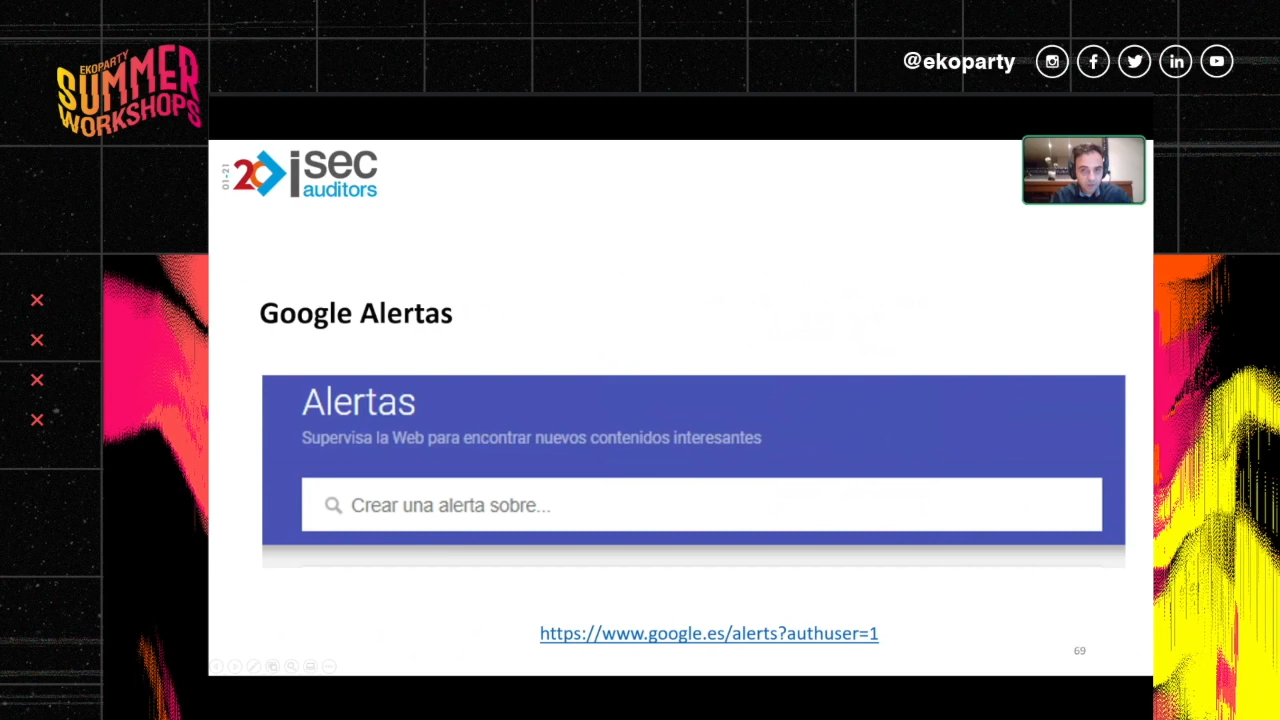 EKOPARTY
SUMMER
WORKSHOPS
@ekoparty
01-21
20
isec
auditors
Google Alertas
Alertas
Supervisa la Web para encontrar nuevos contenidos interesantes
Crear una alerta sobre...
https://www.google.es/alerts?authuser=1
69